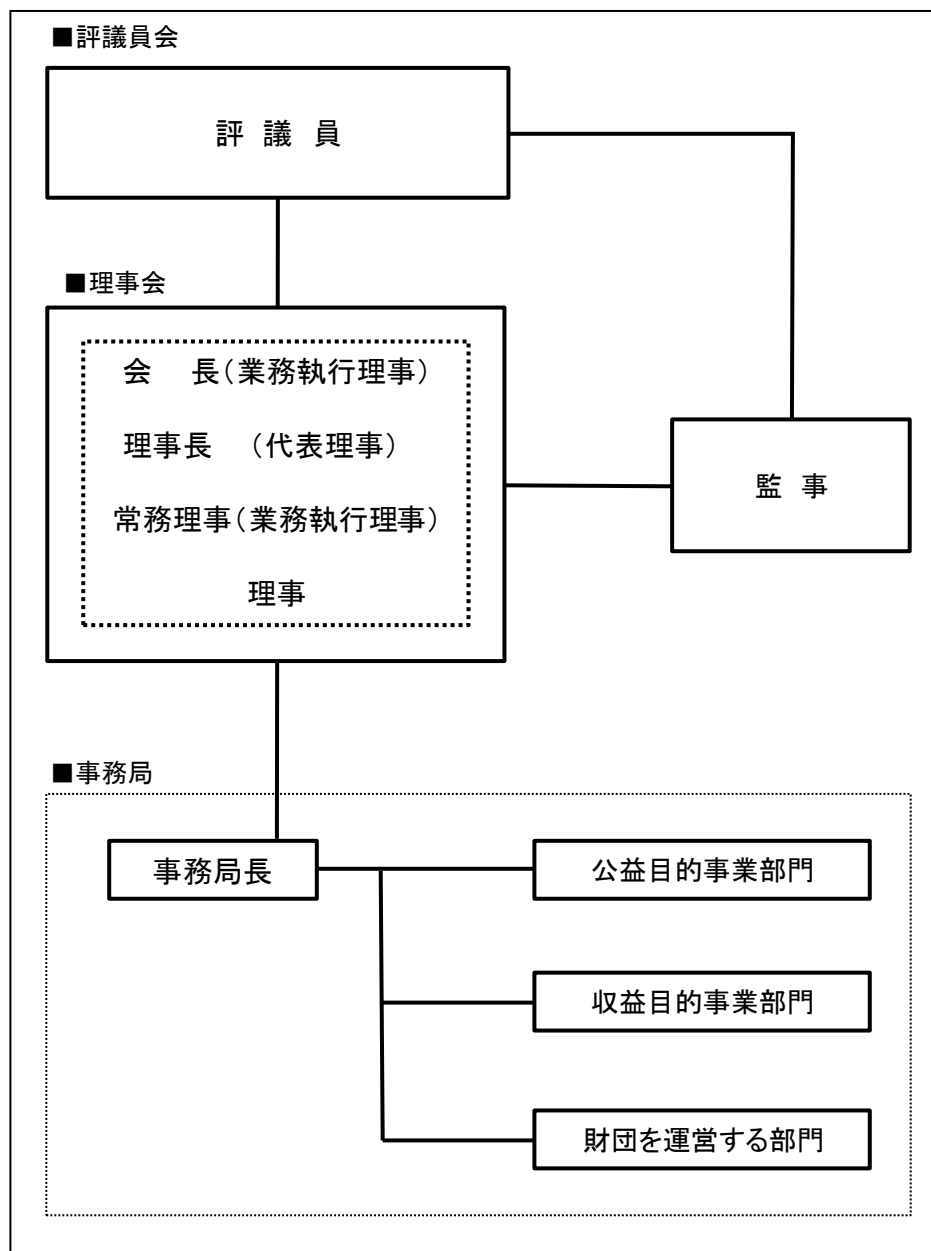 ■評議員会
評 議 員
■理事会
会 長(業務執行理事)
理事長 (代表理事)
常務理事(業務執行理事)
理事
監 事
■事務局
事務局長
公益目的事業部門
収益目的事業部門
財団を運営する部門